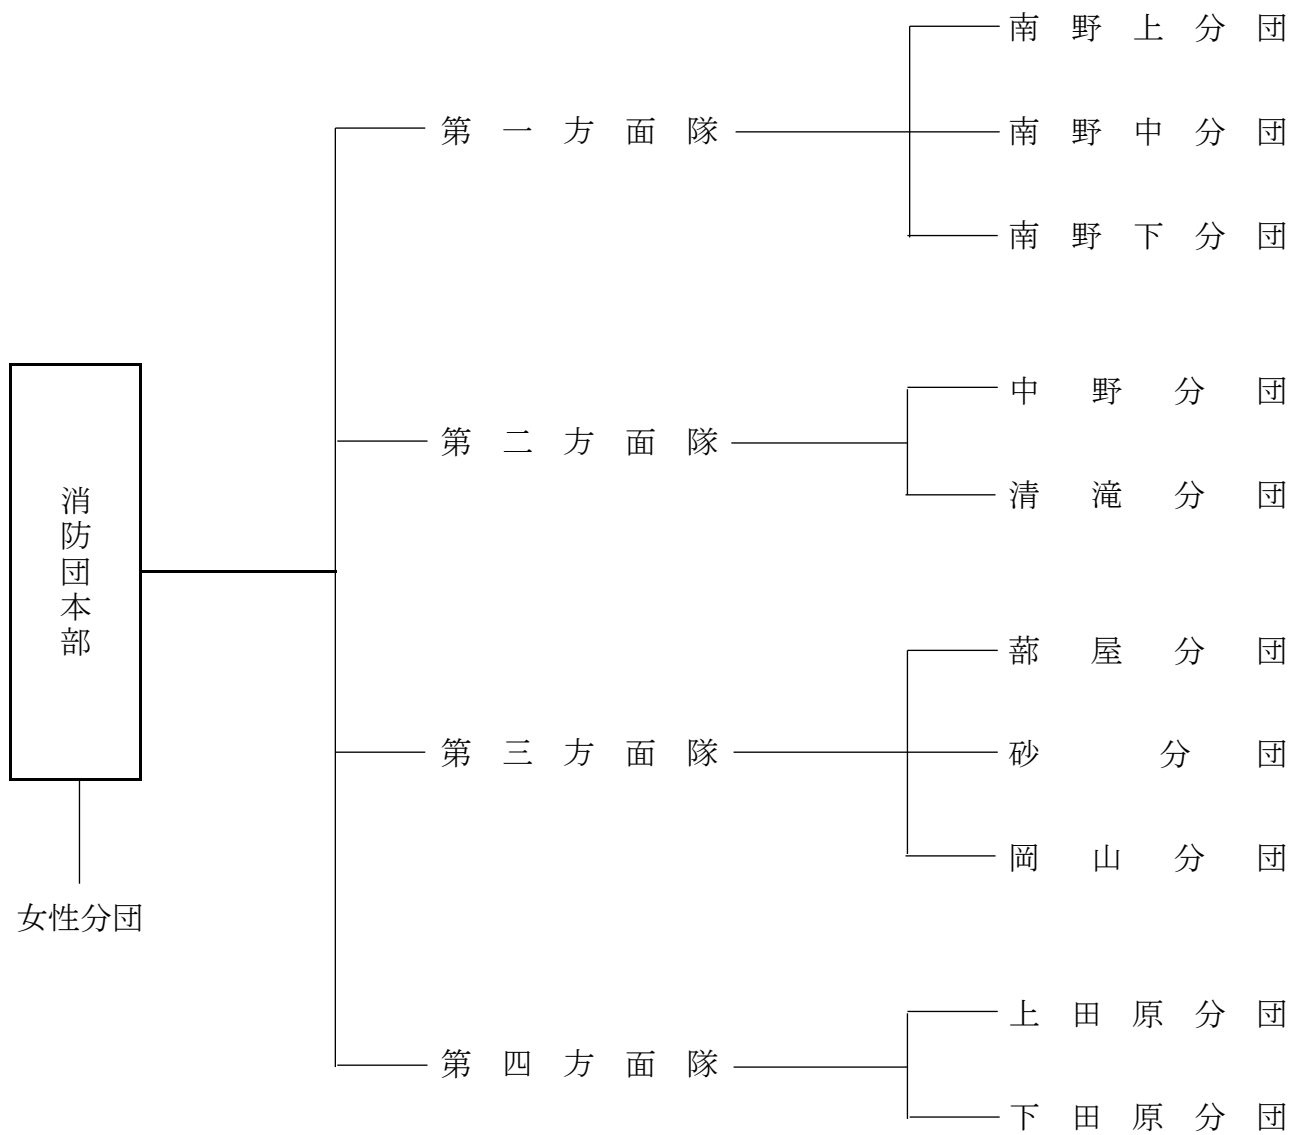 消防団本部
女性分団
第一方面隊
南野上分団
南野中分団
南野下分団
第二方面隊
中野分団
清滝分団
第三方面隊
蔀屋分団
砂分団
岡山分団
第四方面隊
上田原分団
下田原分団